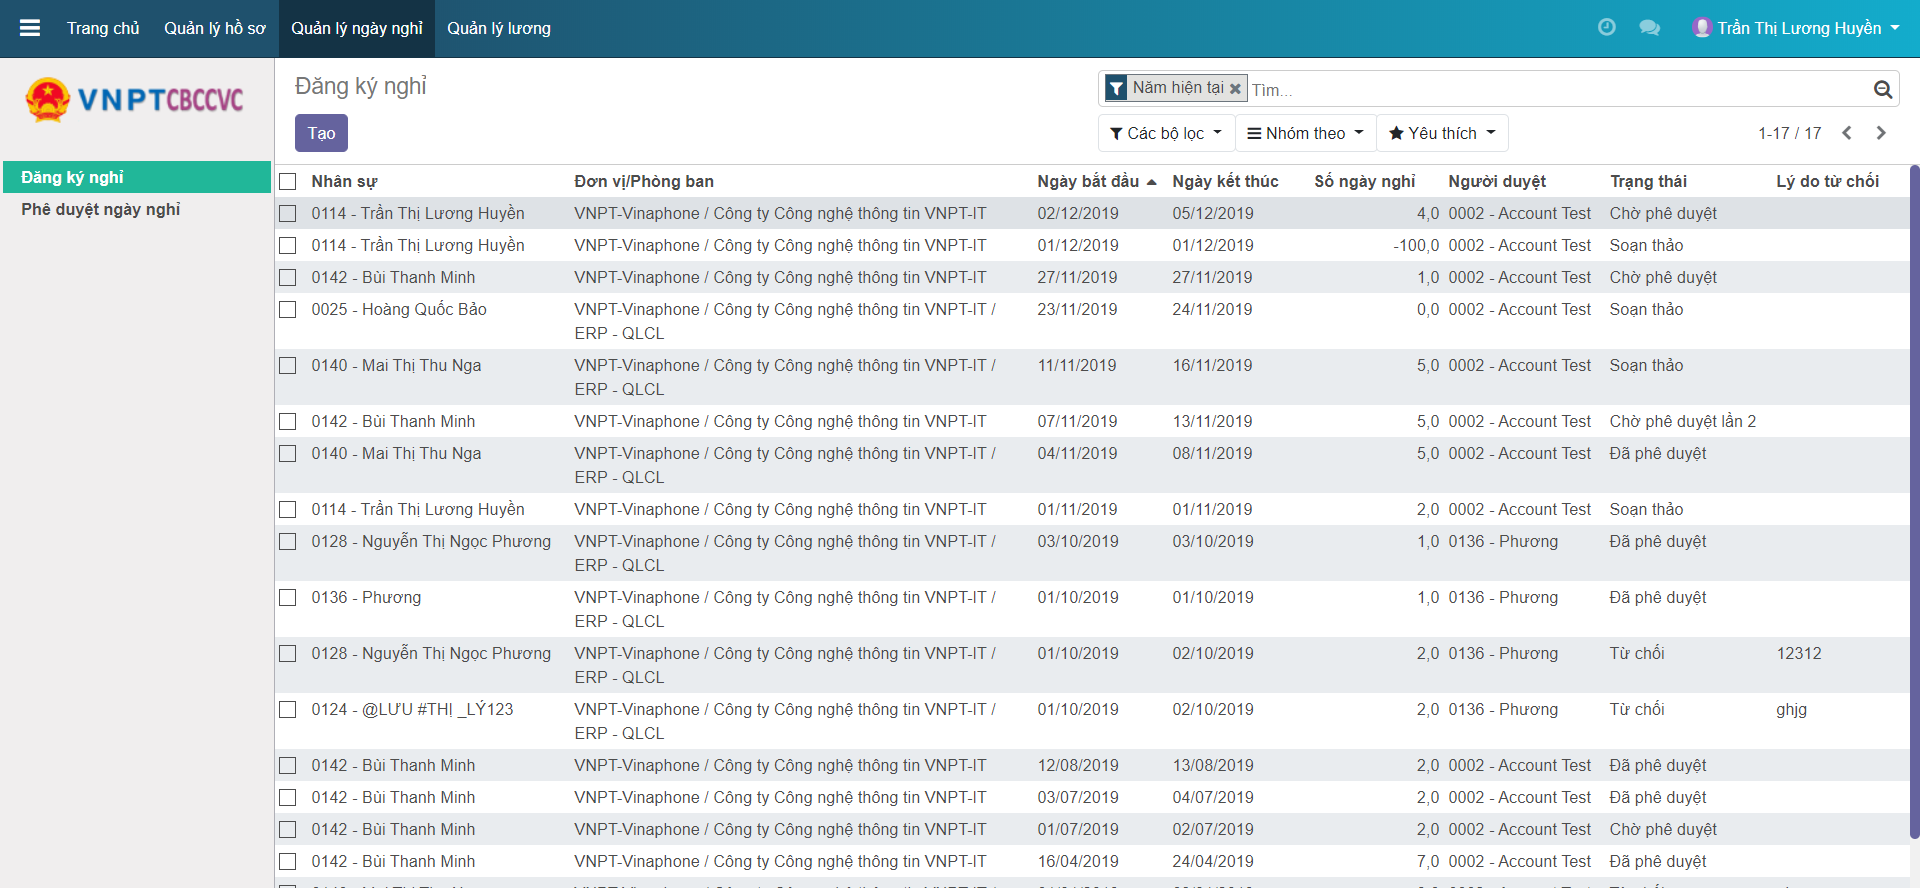 Trang chủ Quản lý hồ sơ Quản lý ngày nghỉ Quản lý lương Trần Thị Lương Huyền
VNPTCBCCVC
Đăng ký nghỉ
Phê duyệt ngày nghỉ
Đăng ký nghỉ
Năm hiện tại Tìm...
Tạo
Các bộ lọc Nhóm theo Yêu thích 1-17 / 17
Nhân sự Đơn vị/Phòng ban Ngày bắt đầu Ngày kết thúc Số ngày nghỉ Người duyệt Trạng thái Lý do từ chối
0114 - Trần Thị Lương Huyền VNPT-Vinaphone / Công ty Công nghệ thông tin VNPT-IT 02/12/2019 05/12/2019 4,0 0002 - Account Test Chờ phê duyệt
0114 - Trần Thị Lương Huyền VNPT-Vinaphone / Công ty Công nghệ thông tin VNPT-IT 01/12/2019 01/12/2019 -100,0 0002 - Account Test Soạn thảo
0142 - Bùi Thanh Minh VNPT-Vinaphone / Công ty Công nghệ thông tin VNPT-IT 27/11/2019 27/11/2019 1,0 0002 - Account Test Chờ phê duyệt
0025 - Hoàng Quốc Bảo VNPT-Vinaphone / Công ty Công nghệ thông tin VNPT-IT / 23/11/2019 24/11/2019 0,0 0002 - Account Test Soạn thảo
ERP - QLCL
0140 - Mai Thị Thu Nga VNPT-Vinaphone / Công ty Công nghệ thông tin VNPT-IT / 11/11/2019 16/11/2019 5,0 0002 - Account Test Soạn thảo
ERP - QLCL
0142 - Bùi Thanh Minh VNPT-Vinaphone / Công ty Công nghệ thông tin VNPT-IT 07/11/2019 13/11/2019 5,0 0002 - Account Test Chờ phê duyệt lần 2
0140 - Mai Thị Thu Nga VNPT-Vinaphone / Công ty Công nghệ thông tin VNPT-IT / 04/11/2019 08/11/2019 5,0 0002 - Account Test Đã phê duyệt
ERP - QLCL
0114 - Trần Thị Lương Huyền VNPT-Vinaphone / Công ty Công nghệ thông tin VNPT-IT 01/11/2019 01/11/2019 2,0 0002 - Account Test Soạn thảo
0128 - Nguyễn Thị Ngọc Phương VNPT-Vinaphone / Công ty Công nghệ thông tin VNPT-IT / 03/10/2019 03/10/2019 1,0 0136 - Phương Đã phê duyệt
ERP - QLCL
0136 - Phương VNPT-Vinaphone / Công ty Công nghệ thông tin VNPT-IT / 01/10/2019 01/10/2019 1,0 0136 - Phương Đã phê duyệt
ERP - QLCL
0128 - Nguyễn Thị Ngọc Phương VNPT-Vinaphone / Công ty Công nghệ thông tin VNPT-IT / 01/10/2019 02/10/2019 2,0 0136 - Phương Từ chối 12312
ERP - QLCL
0124 - @LƯU #THỊ _LÝ123 VNPT-Vinaphone / Công ty Công nghệ thông tin VNPT-IT / 01/10/2019 02/10/2019 2,0 0136 - Phương Từ chối ghjg
ERP - QLCL
0142 - Bùi Thanh Minh VNPT-Vinaphone / Công ty Công nghệ thông tin VNPT-IT 12/08/2019 13/08/2019 2,0 0002 - Account Test Đã phê duyệt
0142 - Bùi Thanh Minh VNPT-Vinaphone / Công ty Công nghệ thông tin VNPT-IT 03/07/2019 04/07/2019 2,0 0002 - Account Test Đã phê duyệt
0142 - Bùi Thanh Minh VNPT-Vinaphone / Công ty Công nghệ thông tin VNPT-IT 01/07/2019 02/07/2019 2,0 0002 - Account Test Chờ phê duyệt
0142 - Bùi Thanh Minh VNPT-Vinaphone / Công ty Công nghệ thông tin VNPT-IT 16/04/2019 24/04/2019 7,0 0002 - Account Test Đã phê duyệt